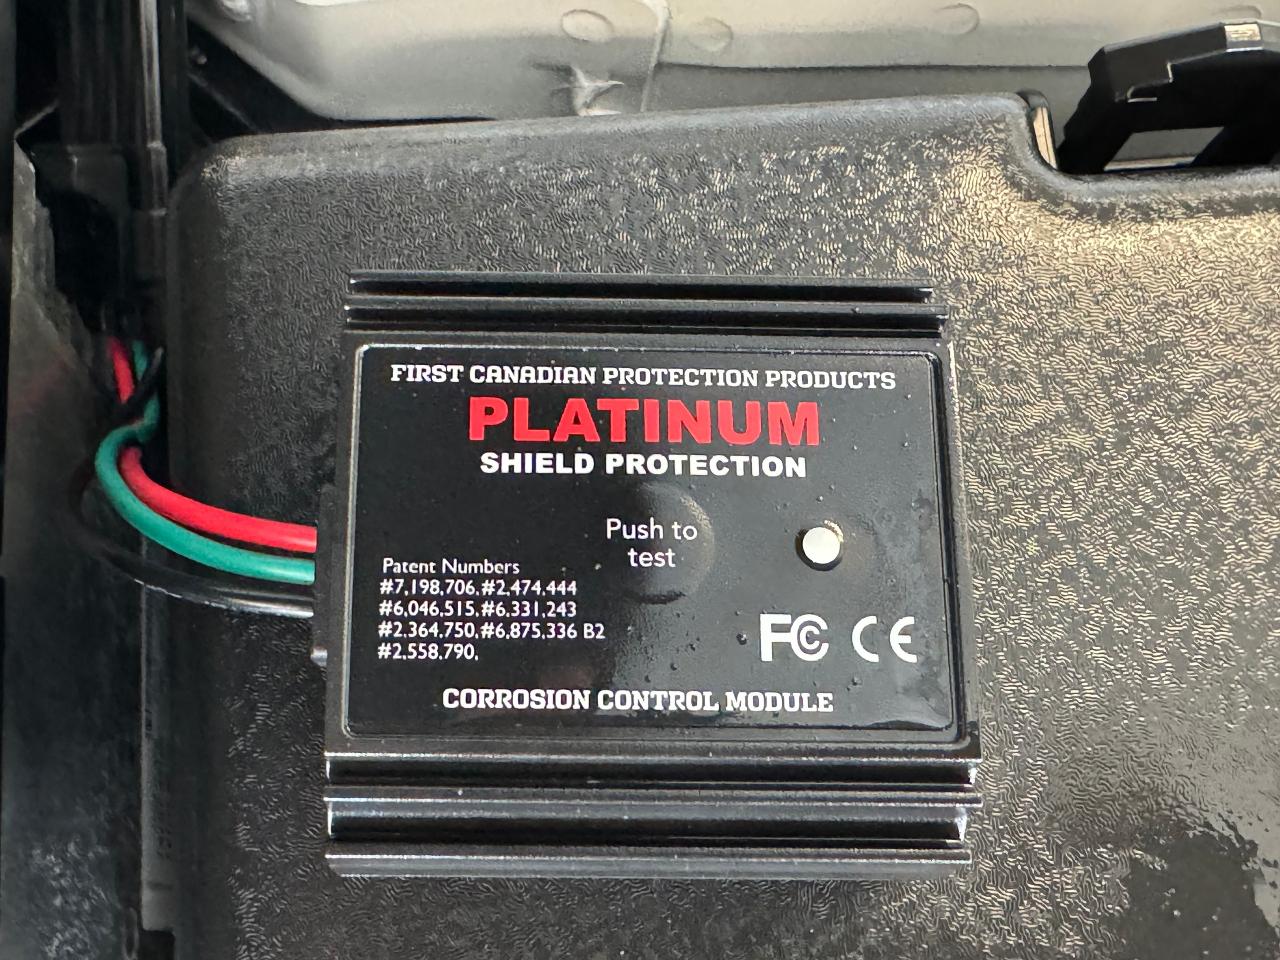 FIRST CANADIAN PROTECTION PRODUCTS
PLATINUM
SHIELD PROTECTION
Push to
test
Patent Numbers
#7,198,706,#2,474,444
#6,046,515,#6,331,243
#2,364,750,#6,875,336 B2
#2,558,790,
FC CE
CORROSION CONTROL MODULE